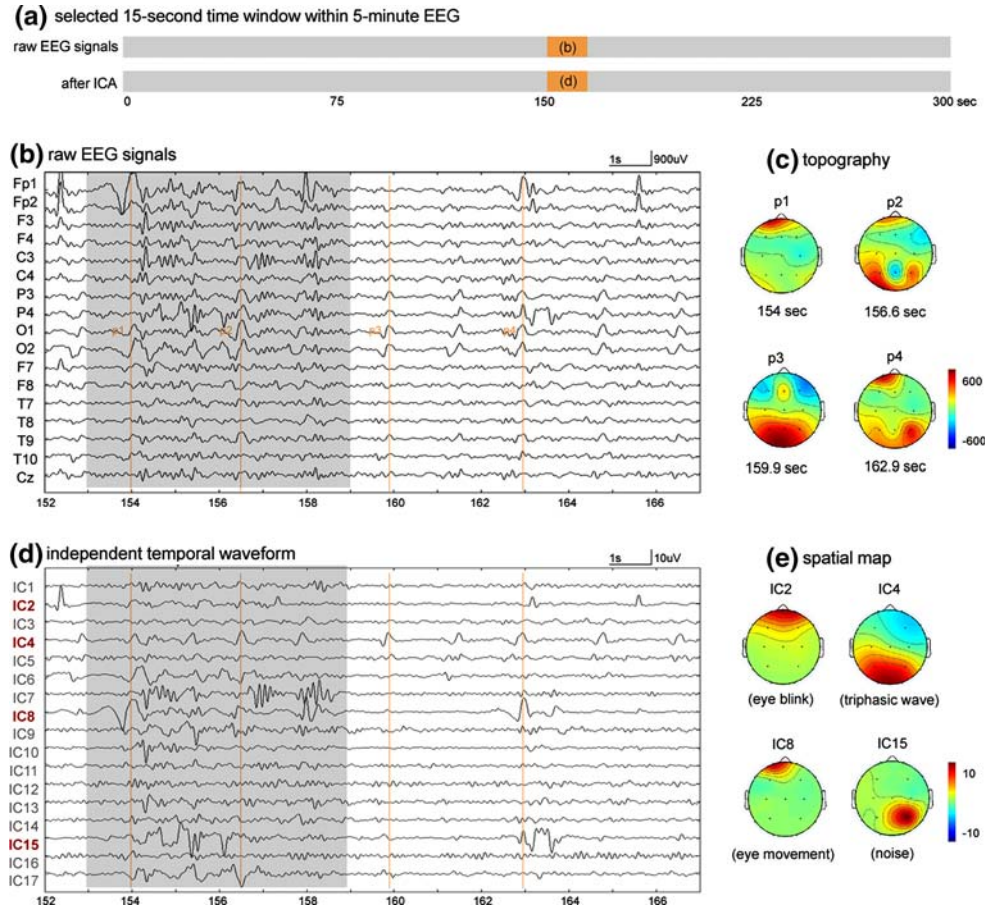 (a) selected 15-second time window within 5-minute EEG
raw EEG signals (b)
after ICA (d)
0 75 150 225 300 sec
(b) raw EEG signals
1s 900uV
Fp1
Fp2
F3
F4
C3
C4
P3
P4
O1
O2
F7
F8
T7
T8
T9
T10
Cz
p1 p2 p3 p4
152 154 156 158 160 162 164 166
(c) topography
p1 p2
154 sec 156.6 sec
p3 p4
600
-600
159.9 sec 162.9 sec
(d) independent temporal waveform
1s 10uV
IC1
IC2
IC3
IC4
IC5
IC6
IC7
IC8
IC9
IC10
IC11
IC12
IC13
IC14
IC15
IC16
IC17
152 154 156 158 160 162 164 166
(e) spatial map
IC2 IC4
(eye blink) (triphasic wave)
IC8 IC15
10
-10
(eye movement) (noise)